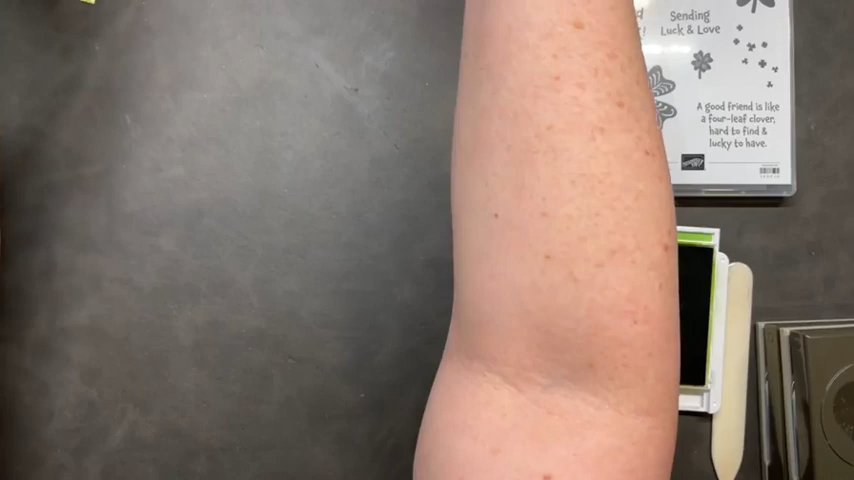 Sending
Luck & Love
A good friend is like
a four-leaf clover,
hard to find &
lucky to have.